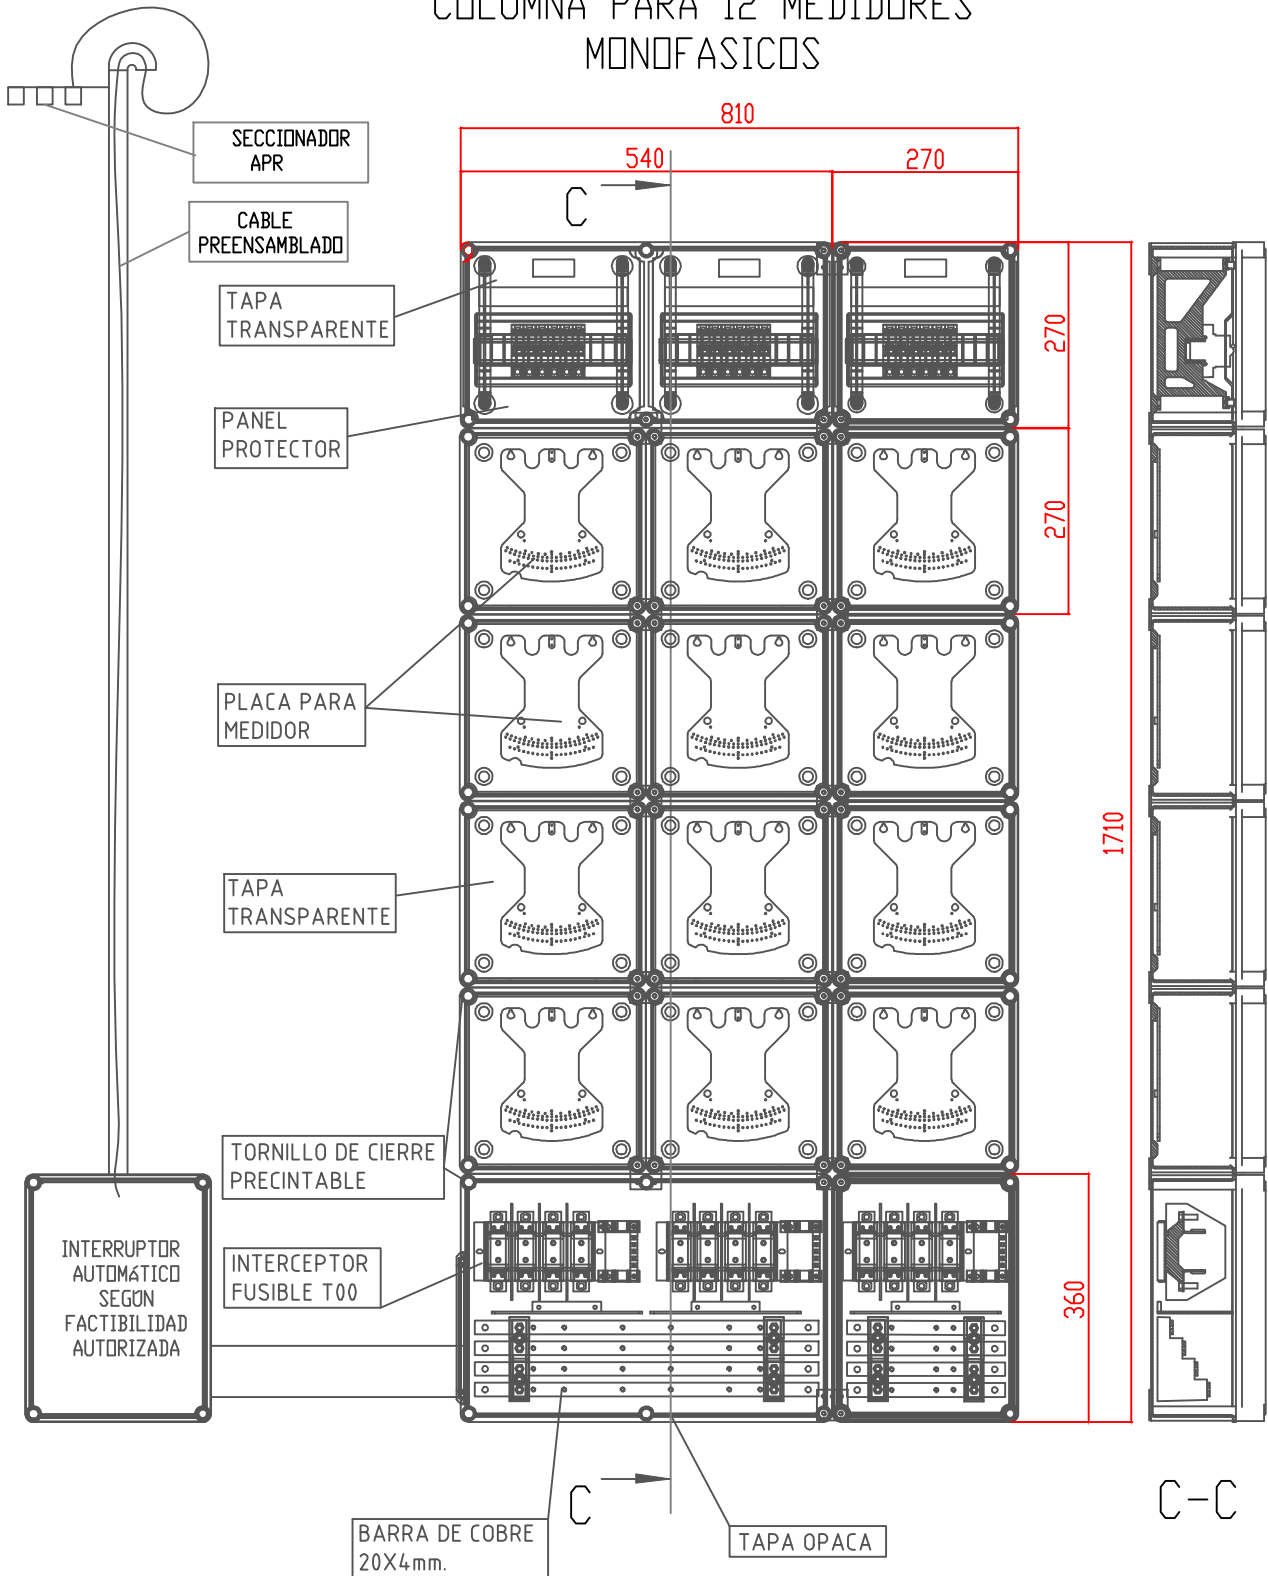 COLUMNA PARA 12 MEDIDORES
MONOFASICOS
810
540
270
C
SECCIONADOR
APR
CABLE
PREENSAMBLADO
TAPA
TRANSPARENTE
270
PANEL
PROTECTOR
270
PLACA PARA
MEDIDOR
1710
TAPA
TRANSPARENTE
TORNILLO DE CIERRE
PRECINTABLE
INTERRUPTOR
AUTOMáTICO
SEGÚN
FACTIBILIDAD
AUTORIZADA
INTERCEPTOR
FUSIBLE T00
360
C
C-C
BARRA DE COBRE
20X4mm.
TAPA OPACA